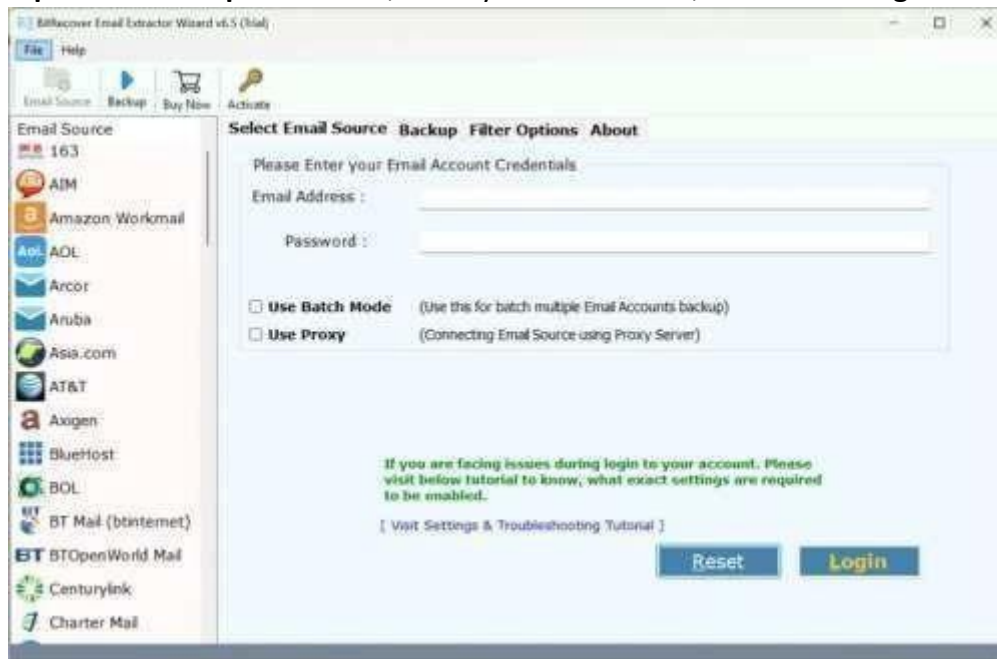 BitRecover Email Extractor Wizard v6.5 (Trial)
File Help
Email Source Backup Buy Now Activate
Email Source
163
AIM
Amazon Workmail
AOL
Arcor
Aruba
Asia.com
AT&T
Axigen
BlueHost
BOL
BT Mail (btinternet)
BT BTOpenWorld Mail
Centurylink
Charter Mail
Select Email Source Backup Filter Options About
Please Enter your Email Account Credentials
Email Address :
Password :
Use Batch Mode (Use this for batch multiple Email Accounts backup)
Use Proxy (Connecting Email Source using Proxy Server)
If you are facing issues during login to your account. Please
visit below tutorial to know, what exact settings are required
to be enabled.
[ Visit Settings & Troubleshooting Tutorial ]
Reset Login